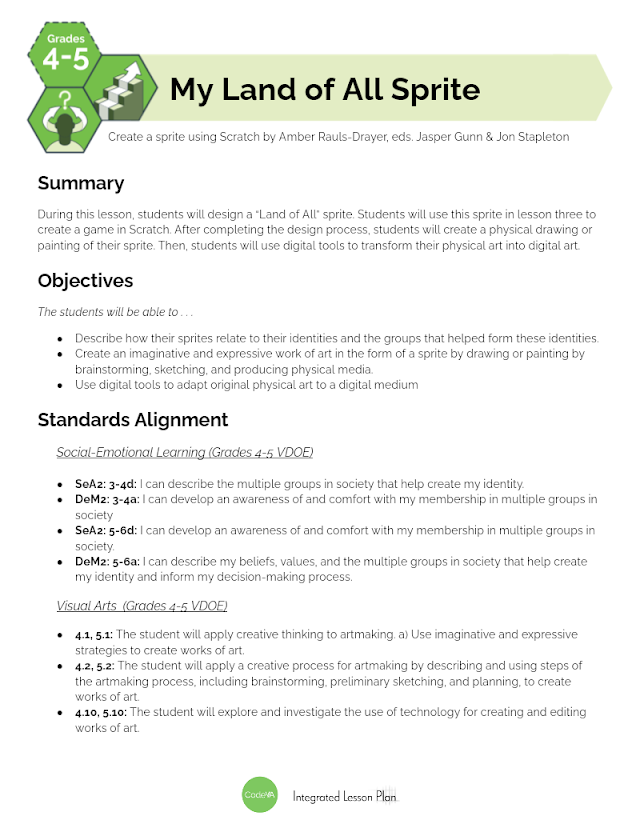 Grades
4-5
?
My Land of All Sprite
Create a sprite using Scratch by Amber Rauls-Drayer, eds. Jasper Gunn & Jon Stapleton
Summary
During this lesson, students will design a “Land of All” sprite. Students will use this sprite in lesson three to
create a game in Scratch. After completing the design process, students will create a physical drawing or
painting of their sprite. Then, students will use digital tools to transform their physical art into digital art.
Objectives
The students will be able to . . .
● Describe how their sprites relate to their identities and the groups that helped form these identities.
● Create an imaginative and expressive work of art in the form of a sprite by drawing or painting by
brainstorming, sketching, and producing physical media.
● Use digital tools to adapt original physical art to a digital medium
Standards Alignment
Social-Emotional Learning (Grades 4-5 VDOE)
● SeA2: 3-4d: I can describe the multiple groups in society that help create my identity.
● DeM2: 3-4a: I can develop an awareness of and comfort with my membership in multiple groups in
society
● SeA2: 5-6d: I can develop an awareness of and comfort with my membership in multiple groups in
society.
● DeM2: 5-6a: I can describe my beliefs, values, and the multiple groups in society that help create
my identity and inform my decision-making process.
Visual Arts (Grades 4-5 VDOE)
● 4.1, 5.1: The student will apply creative thinking to artmaking. a) Use imaginative and expressive
strategies to create works of art.
● 4.2, 5.2: The student will apply a creative process for artmaking by describing and using steps of
the artmaking process, including brainstorming, preliminary sketching, and planning, to create
works of art.
● 4.10, 5.10: The student will explore and investigate the use of technology for creating and editing
works of art.
CodeVA Integrated Lesson Plan